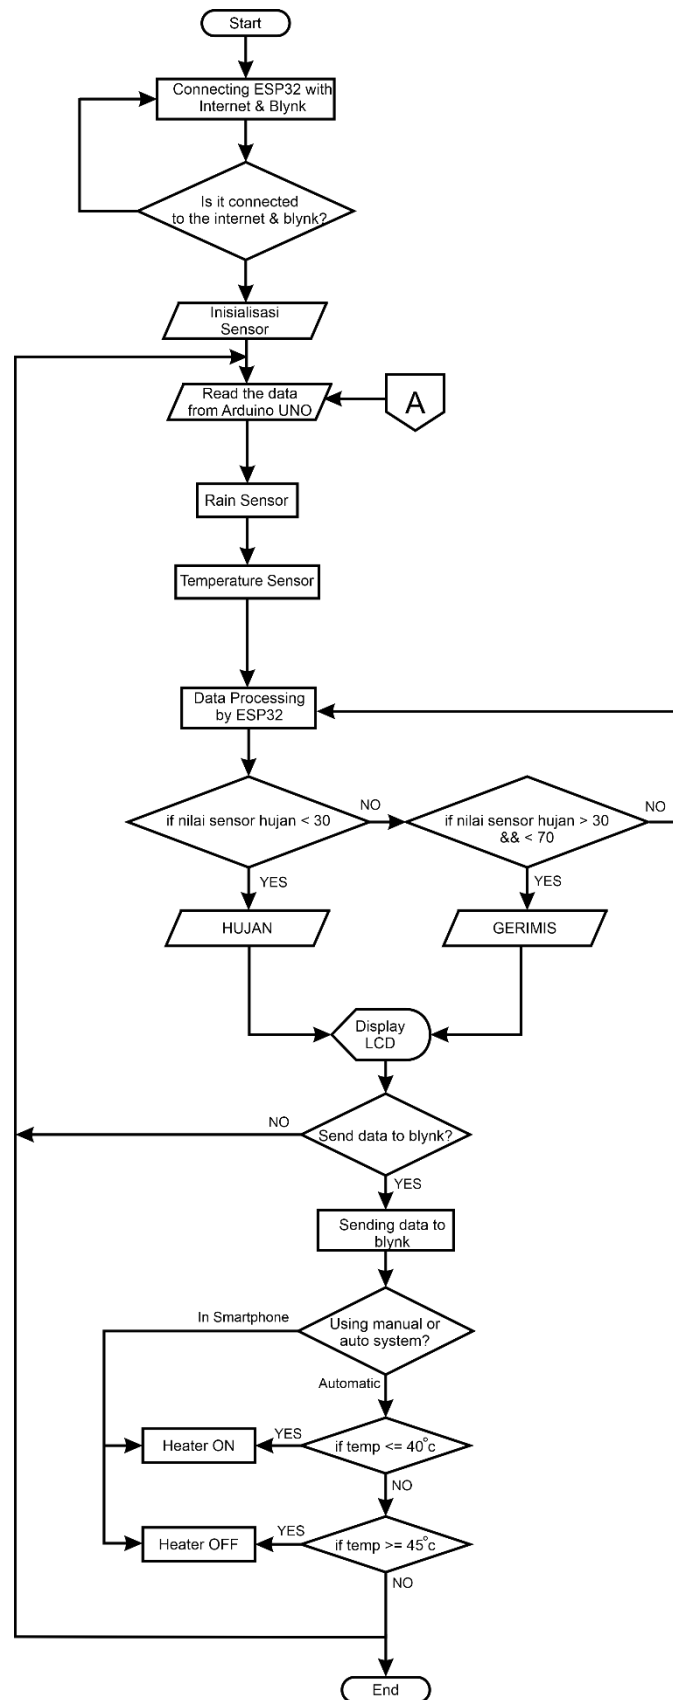 Start
Connecting ESP32 with
Internet & Blynk
Is it connected
to the internet & blynk?
Inisialisasi
Sensor
Read the data
from Arduino UNO
A
Rain Sensor
Temperature Sensor
Data Processing
by ESP32
if nilai sensor hujan < 30
NO
if nilai sensor hujan > 30
&& < 70
NO
YES
YES
HUJAN
GERIMIS
Display
LCD
NO
Send data to blynk?
YES
Sending data to
blynk
In Smartphone
Using manual or
auto system?
Automatic
Heater ON
YES
if temp <= 40°c
NO
Heater OFF
YES
if temp >= 45°c
NO
End